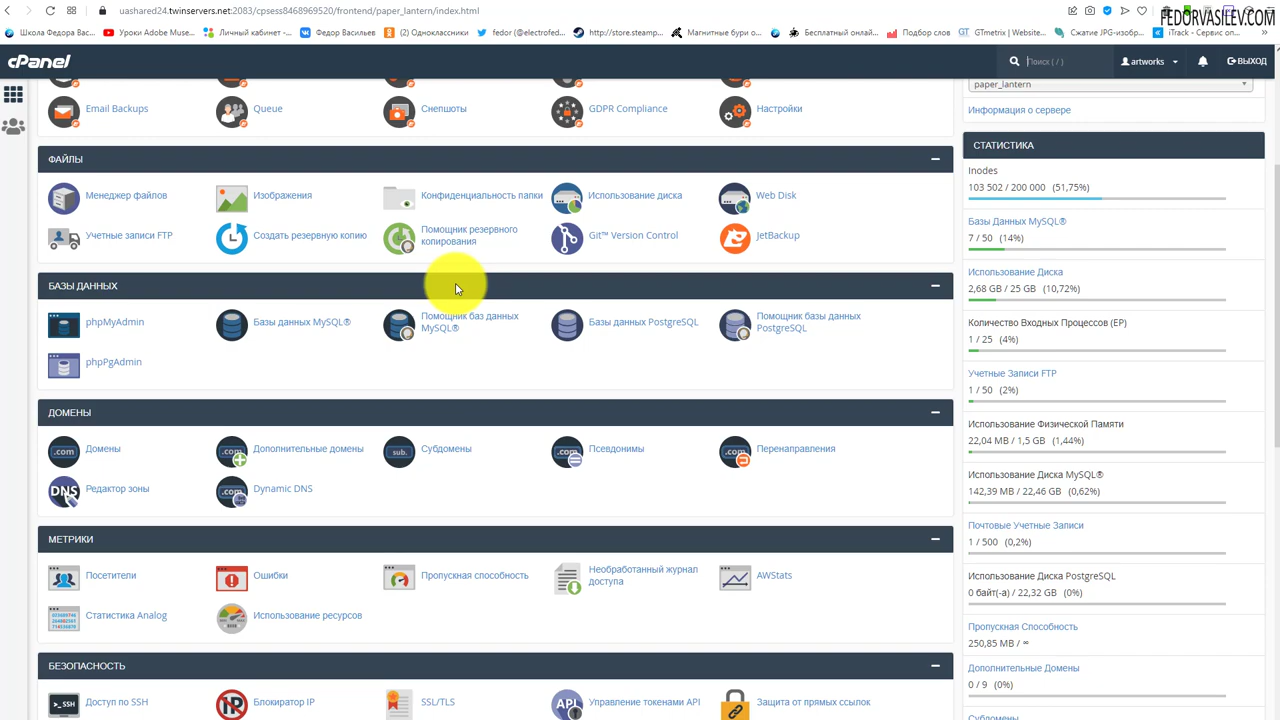 uashared24.twinservers.net:2083/cpsess8468969520/frontend/paper_lantern/index.html
FEDORVASILEV.COM
Школа Федора Вас...
Уроки Adobe Muse...
Личный кабинет -...
Федор Васильев
(2) Одноклассники
fedor (@electrofed...
http://store.steamp...
Магнитные бури о...
Бесплатный онлай...
Подбор слов
GTmetrix | Website...
Сжатие JPG-изобр...
iTrack - Сервис оп...
cPanel
Поиск ( / )
artworks
ВЫХОД
Email Backups
Queue
Снепшоты
GDPR Compliance
Настройки
ФАЙЛЫ
Менеджер файлов
Изображения
Конфиденциальность папки
Использование диска
Web Disk
Учетные записи FTP
Создать резервную копию
Помощник резервного
копирования
Git™ Version Control
JetBackup
БАЗЫ ДАННЫХ
phpMyAdmin
Базы данных MySQL®
Помощник баз данных
MySQL®
Базы данных PostgreSQL
Помощник базы данных
PostgreSQL
phpPgAdmin
ДОМЕНЫ
Домены
Дополнительные домены
Субдомены
Псевдонимы
Перенаправления
Редактор зоны
Dynamic DNS
МЕТРИКИ
Посетители
Ошибки
Пропускная способность
Необработанный журнал
доступа
AWStats
Статистика Analog
Использование ресурсов
БЕЗОПАСНОСТЬ
Доступ по SSH
Блокиратор IP
SSL/TLS
Управление токенами API
Защита от прямых ссылок
paper_lantern
Информация о сервере
СТАТИСТИКА
Inodes
103 502 / 200 000 (51,75%)
Базы Данных MySQL®
7 / 50 (14%)
Использование Диска
2,68 GB / 25 GB (10,72%)
Количество Входных Процессов (EP)
1 / 25 (4%)
Учетные Записи FTP
1 / 50 (2%)
Использование Физической Памяти
22,04 MB / 1,5 GB (1,44%)
Использование Диска MySQL®
142,39 MB / 22,46 GB (0,62%)
Почтовые Учетные Записи
1 / 500 (0,2%)
Использование Диска PostgreSQL
0 байт(-а) / 22,32 GB (0%)
Пропускная Способность
250,85 MB / ∞
Дополнительные Домены
0 / 9 (0%)
Субдомены